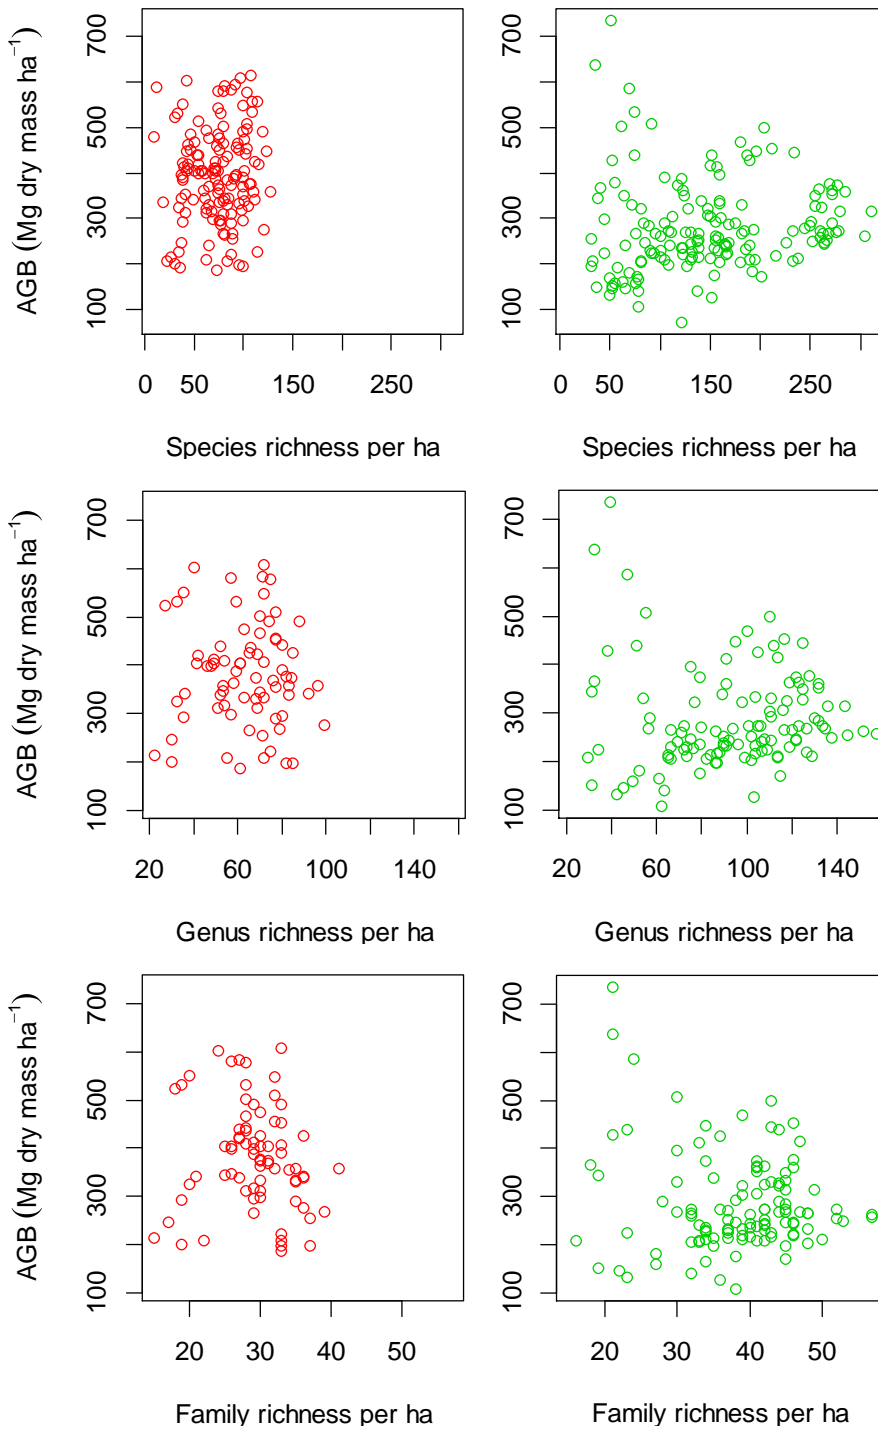 AGB (Mg dry mass ha⁻¹)
700
500
300
100
0 50 150 250
Species richness per ha
0 50 150 250
Species richness per ha
AGB (Mg dry mass ha⁻¹)
700
500
300
100
20 60 100 140
Genus richness per ha
700
500
300
100
20 60 100 140
Genus richness per ha
AGB (Mg dry mass ha⁻¹)
700
500
300
100
20 30 40 50
Family richness per ha
700
500
300
100
20 30 40 50
Family richness per ha
700
500
300
100